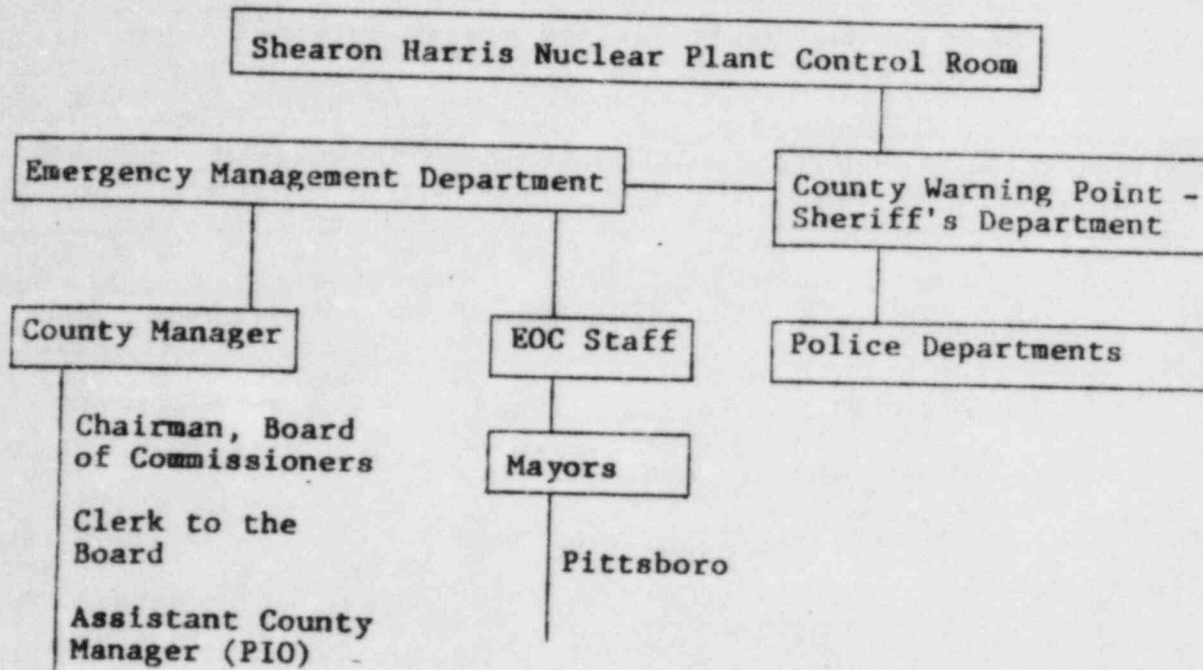 Shearon Harris Nuclear Plant Control Room
Emergency Management Department
County Warning Point -
Sheriff's Department
County Manager
EOC Staff
Police Departments
Chairman, Board
of Commissioners
Mayors
Clerk to the
Board
Pittsboro
Assistant County
Manager (PIO)